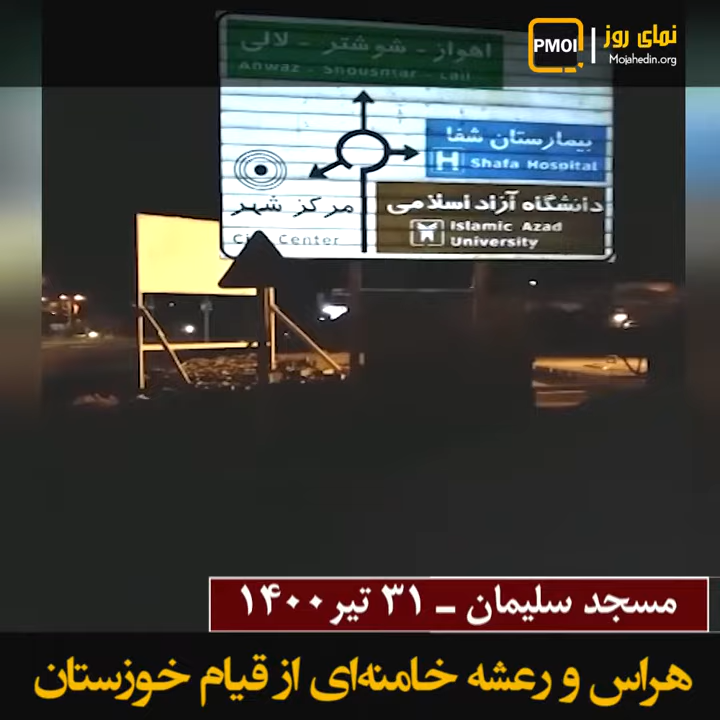 نمای روز
PMOI
Mojahedin.org
اهواز - شوشتر - لالی
Ahwaz - Shoushtar - Lali
بیمارستان شفا
H Shafa Hospital
مرکز شهر
City Center
دانشگاه آزاد اسلامی
Islamic Azad
University
مسجد سلیمان ـ ۳۱ تیر ۱۴۰۰
هراس و رعشه خامنه‌ای از قیام خوزستان